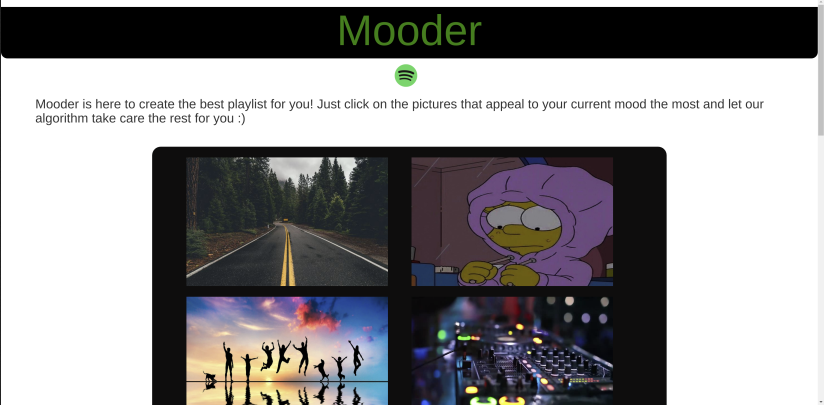 Mooder
Mooder is here to create the best playlist for you! Just click on the pictures that appeal to your current mood the most and let our
algorithm take care the rest for you :)